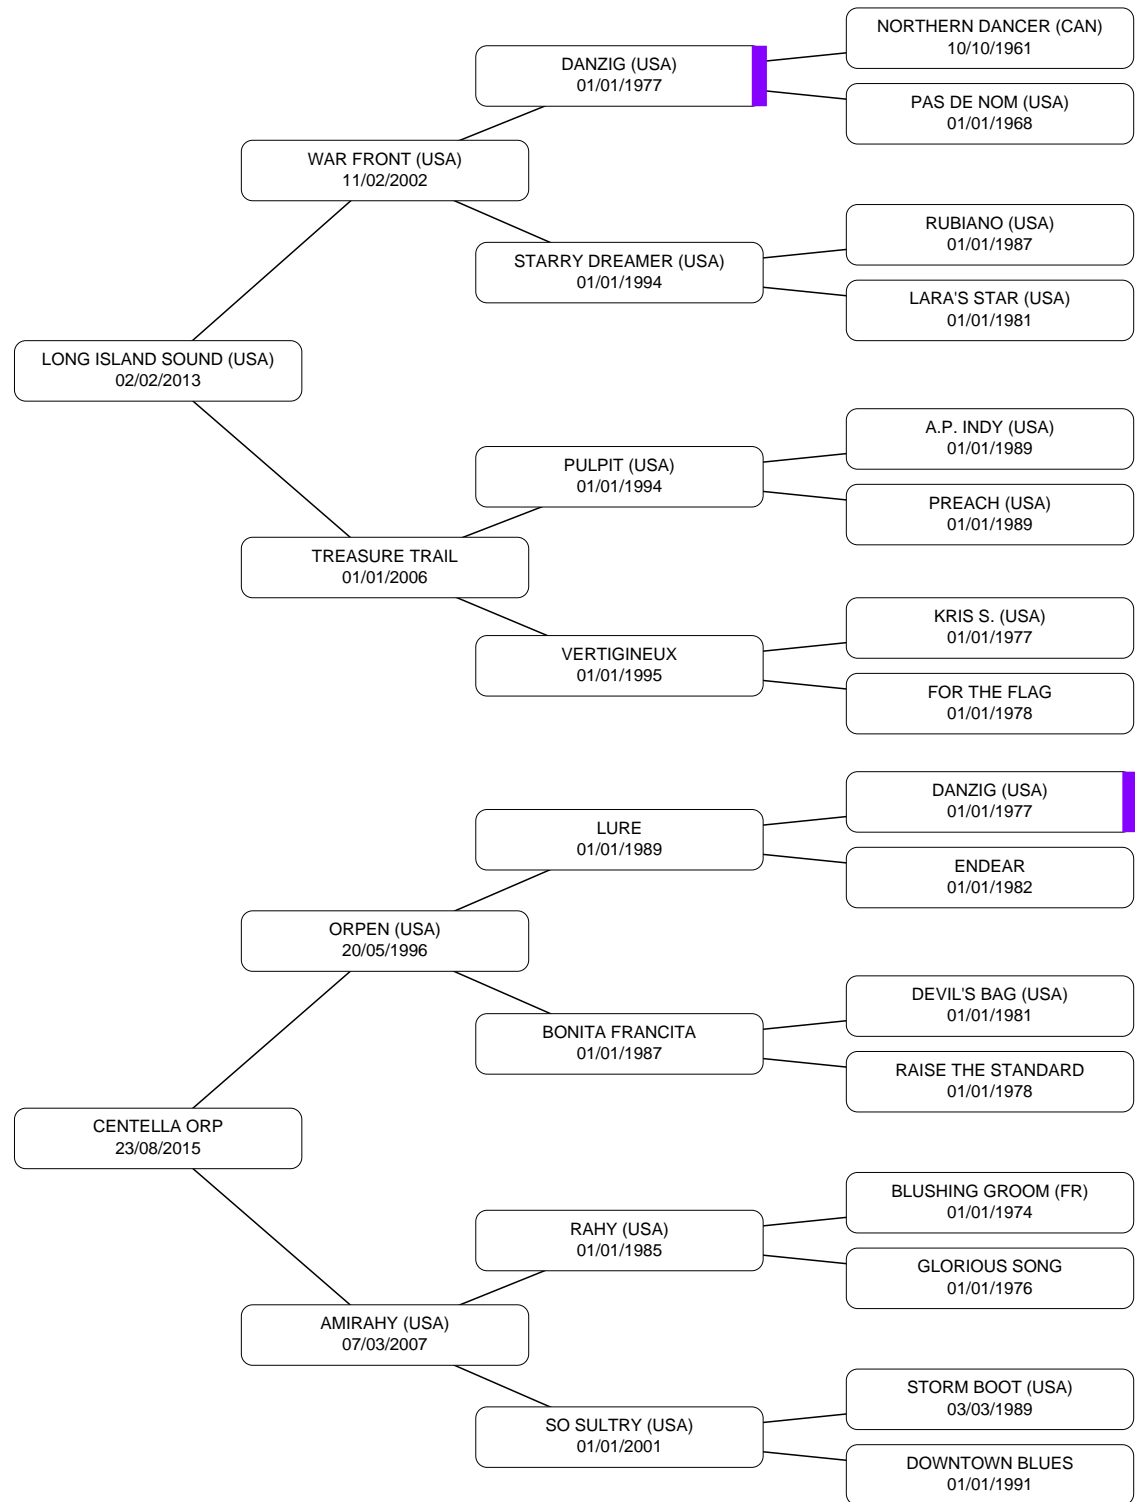 NORTHERN DANCER (CAN)
10/10/1961
DANZIG (USA)
01/01/1977
PAS DE NOM (USA)
01/01/1968
WAR FRONT (USA)
11/02/2002
RUBIANO (USA)
01/01/1987
STARRY DREAMER (USA)
01/01/1994
LARA'S STAR (USA)
01/01/1981
LONG ISLAND SOUND (USA)
02/02/2013
A.P. INDY (USA)
01/01/1989
PULPIT (USA)
01/01/1994
PREACH (USA)
01/01/1989
TREASURE TRAIL
01/01/2006
KRIS S. (USA)
01/01/1977
VERTIGINEUX
01/01/1995
FOR THE FLAG
01/01/1978
DANZIG (USA)
01/01/1977
LURE
01/01/1989
ENDEAR
01/01/1982
ORPEN (USA)
20/05/1996
DEVIL'S BAG (USA)
01/01/1981
BONITA FRANCITA
01/01/1987
RAISE THE STANDARD
01/01/1978
CENTELLA ORP
23/08/2015
BLUSHING GROOM (FR)
01/01/1974
RAHY (USA)
01/01/1985
GLORIOUS SONG
01/01/1976
AMIRAHY (USA)
07/03/2007
STORM BOOT (USA)
03/03/1989
SO SULTRY (USA)
01/01/2001
DOWNTOWN BLUES
01/01/1991